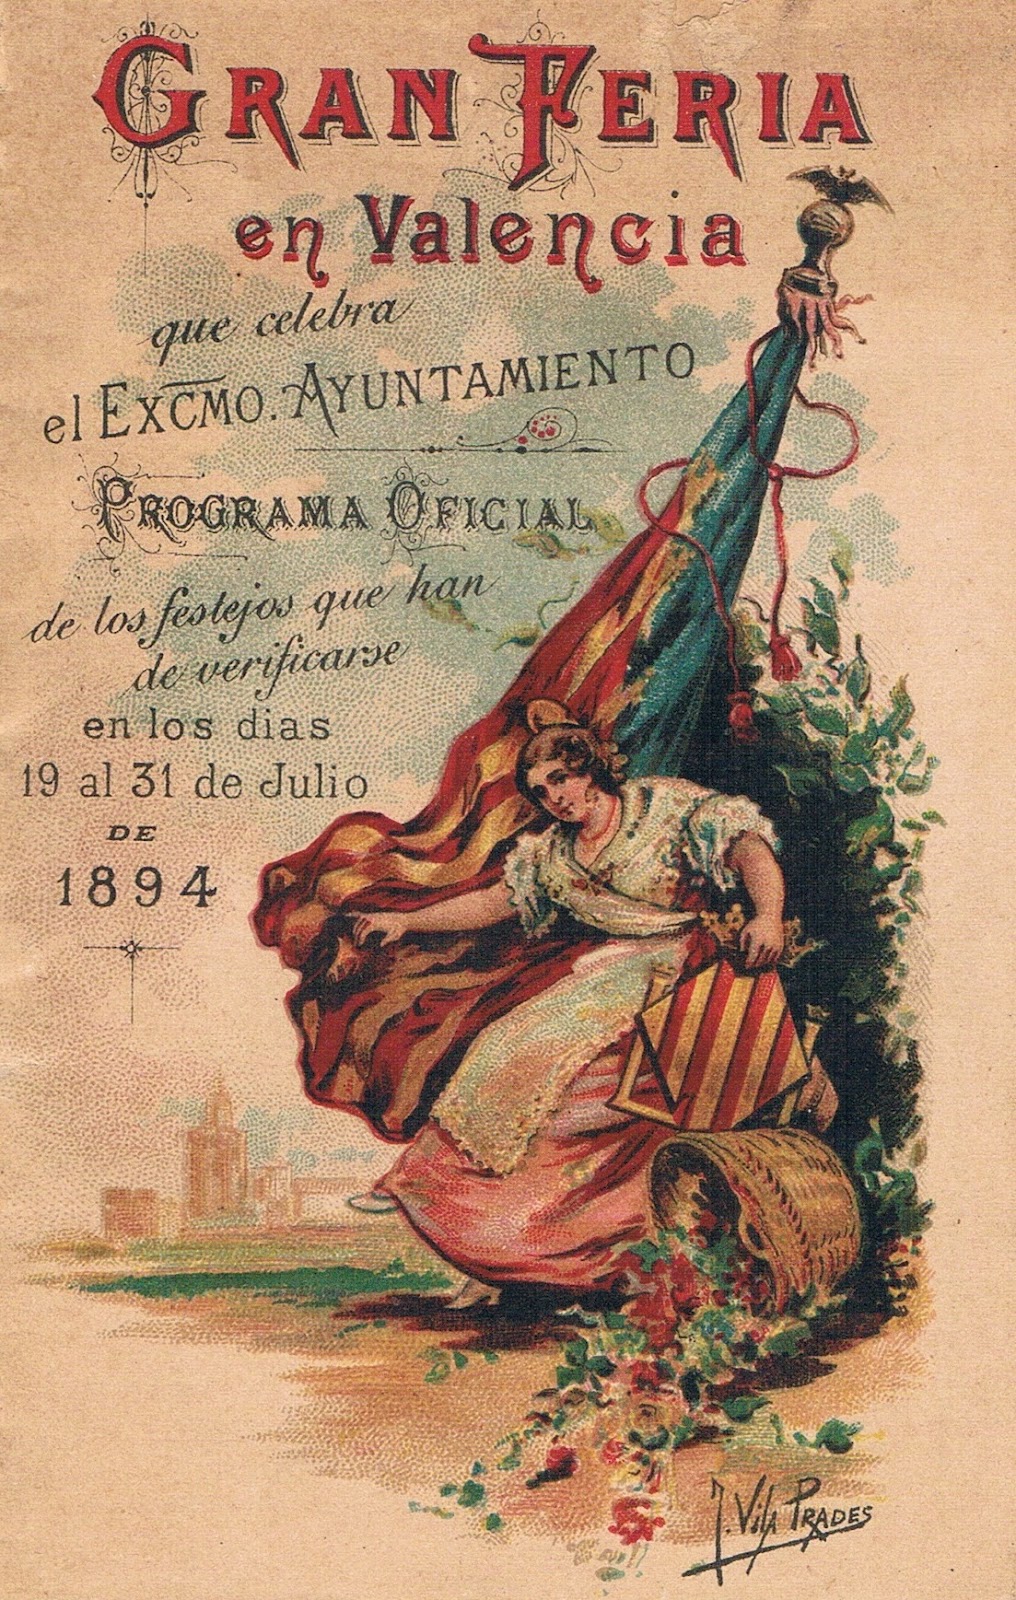 GRAN FERIA
en Valencia
que celebra
el EXCMO. AYUNTAMIENTO
PROGRAMA OFICIAL
de los festejos que han
de verificarse
en los dias
19 al 31 de Julio
DE
1894
J. Vila PRADES